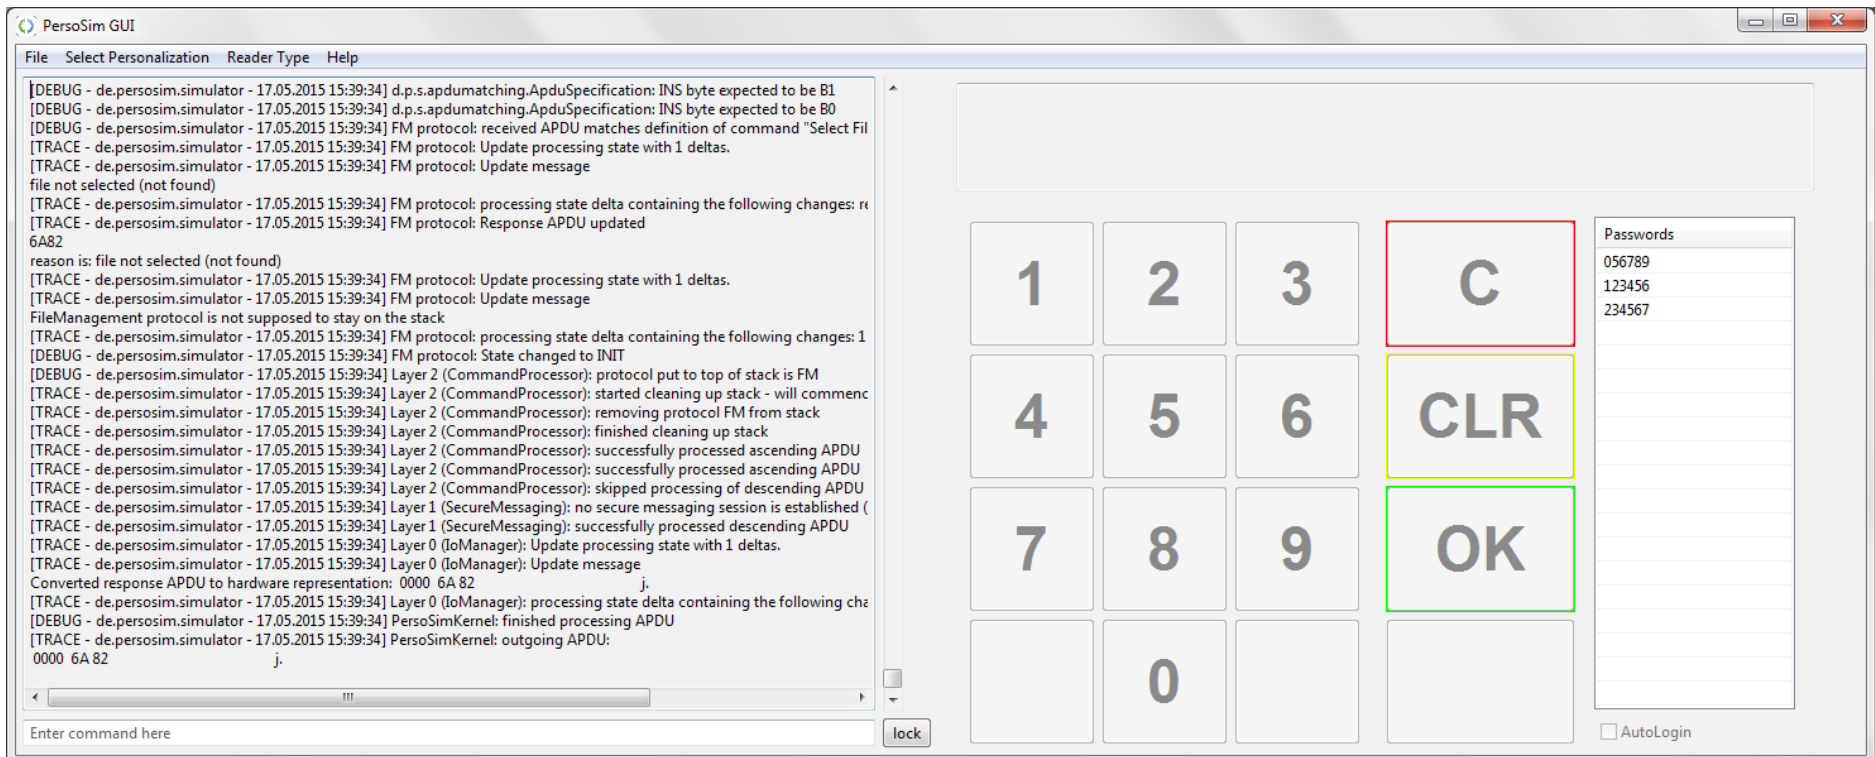 PersoSim GUI
File Select Personalization Reader Type Help
[DEBUG - de.persosim.simulator - 17.05.2015 15:39:34] d.p.s.apdumatching.ApduSpecification: INS byte expected to be B1
[DEBUG - de.persosim.simulator - 17.05.2015 15:39:34] d.p.s.apdumatching.ApduSpecification: INS byte expected to be B0
[DEBUG - de.persosim.simulator - 17.05.2015 15:39:34] FM protocol: received APDU matches definition of command "Select Fil
[TRACE - de.persosim.simulator - 17.05.2015 15:39:34] FM protocol: Update processing state with 1 deltas.
[TRACE - de.persosim.simulator - 17.05.2015 15:39:34] FM protocol: Update message
file not selected (not found)
[TRACE - de.persosim.simulator - 17.05.2015 15:39:34] FM protocol: processing state delta containing the following changes: re
[TRACE - de.persosim.simulator - 17.05.2015 15:39:34] FM protocol: Response APDU updated
6A82
reason is: file not selected (not found)
[TRACE - de.persosim.simulator - 17.05.2015 15:39:34] FM protocol: Update processing state with 1 deltas.
[TRACE - de.persosim.simulator - 17.05.2015 15:39:34] FM protocol: Update message
FileManagement protocol is not supposed to stay on the stack
[TRACE - de.persosim.simulator - 17.05.2015 15:39:34] FM protocol: processing state delta containing the following changes: 1
[DEBUG - de.persosim.simulator - 17.05.2015 15:39:34] FM protocol: State changed to INIT
[DEBUG - de.persosim.simulator - 17.05.2015 15:39:34] Layer 2 (CommandProcessor): protocol put to top of stack is FM
[TRACE - de.persosim.simulator - 17.05.2015 15:39:34] Layer 2 (CommandProcessor): started cleaning up stack - will commenc
[TRACE - de.persosim.simulator - 17.05.2015 15:39:34] Layer 2 (CommandProcessor): removing protocol FM from stack
[TRACE - de.persosim.simulator - 17.05.2015 15:39:34] Layer 2 (CommandProcessor): finished cleaning up stack
[TRACE - de.persosim.simulator - 17.05.2015 15:39:34] Layer 2 (CommandProcessor): successfully processed ascending APDU
[TRACE - de.persosim.simulator - 17.05.2015 15:39:34] Layer 2 (CommandProcessor): successfully processed ascending APDU
[TRACE - de.persosim.simulator - 17.05.2015 15:39:34] Layer 2 (CommandProcessor): skipped processing of descending APDU
[TRACE - de.persosim.simulator - 17.05.2015 15:39:34] Layer 1 (SecureMessaging): no secure messaging session is established (
[TRACE - de.persosim.simulator - 17.05.2015 15:39:34] Layer 1 (SecureMessaging): successfully processed descending APDU
[TRACE - de.persosim.simulator - 17.05.2015 15:39:34] Layer 0 (IoManager): Update processing state with 1 deltas.
[TRACE - de.persosim.simulator - 17.05.2015 15:39:34] Layer 0 (IoManager): Update message
Converted response APDU to hardware representation: 0000 6A 82 j.
[TRACE - de.persosim.simulator - 17.05.2015 15:39:34] Layer 0 (IoManager): processing state delta containing the following cha
[DEBUG - de.persosim.simulator - 17.05.2015 15:39:34] PersoSimKernel: finished processing APDU
[TRACE - de.persosim.simulator - 17.05.2015 15:39:34] PersoSimKernel: outgoing APDU:
0000 6A 82 j.
Enter command here
lock
1 2 3 C
4 5 6 CLR
7 8 9 OK
0
Passwords
056789
123456
234567
AutoLogin